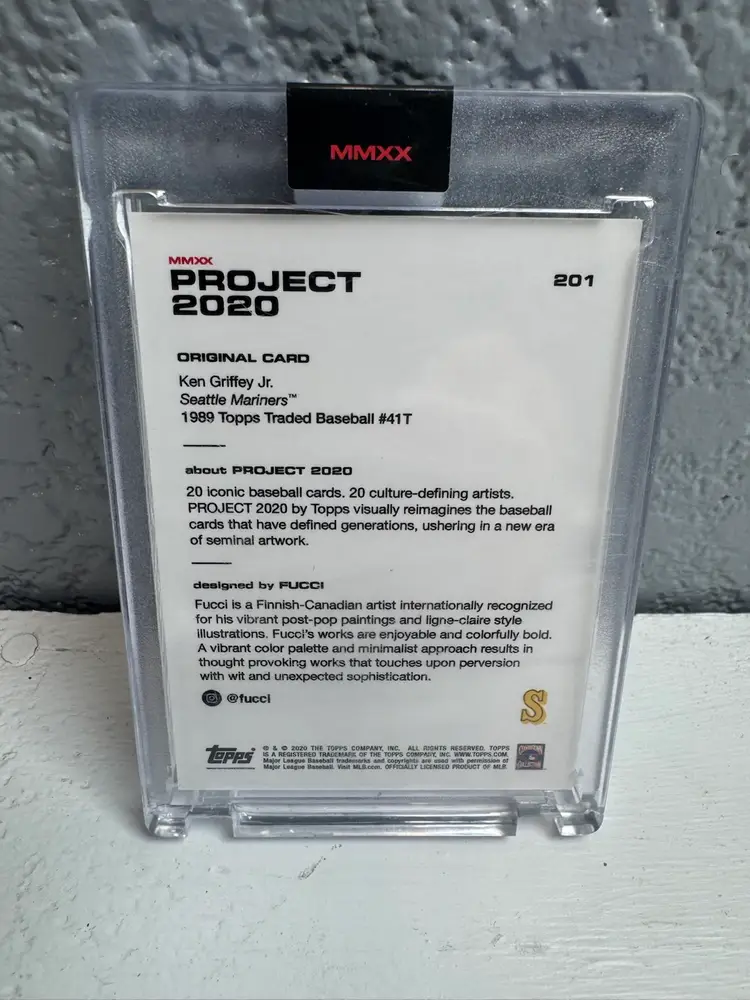 MMXX
MMXX
PROJECT 201
2020
ORIGINAL CARD
Ken Griffey Jr.
Seattle Mariners™
1989 Topps Traded Baseball #41T
about PROJECT 2020
20 iconic baseball cards. 20 culture-defining artists.
PROJECT 2020 by Topps visually reimagines the baseball
cards that have defined generations, ushering in a new era
of seminal artwork.
designed by FUCCI
Fucci is a Finnish-Canadian artist internationally recognized
for his vibrant post-pop paintings and ligne-claire style
illustrations. Fucci's works are enjoyable and colorfully bold.
A vibrant color palette and minimalist approach results in
thought provoking works that touches upon perversion
with wit and unexpected sophistication.
@fucci
S
Topps
® & © 2020 THE TOPPS COMPANY, INC. ALL RIGHTS RESERVED. TOPPS
IS A REGISTERED TRADEMARK OF THE TOPPS COMPANY, INC. WWW.TOPPS.COM.
Major League Baseball trademarks and copyrights are used with permission of
Major League Baseball. Visit MLB.com. OFFICIALLY LICENSED PRODUCT OF MLB.